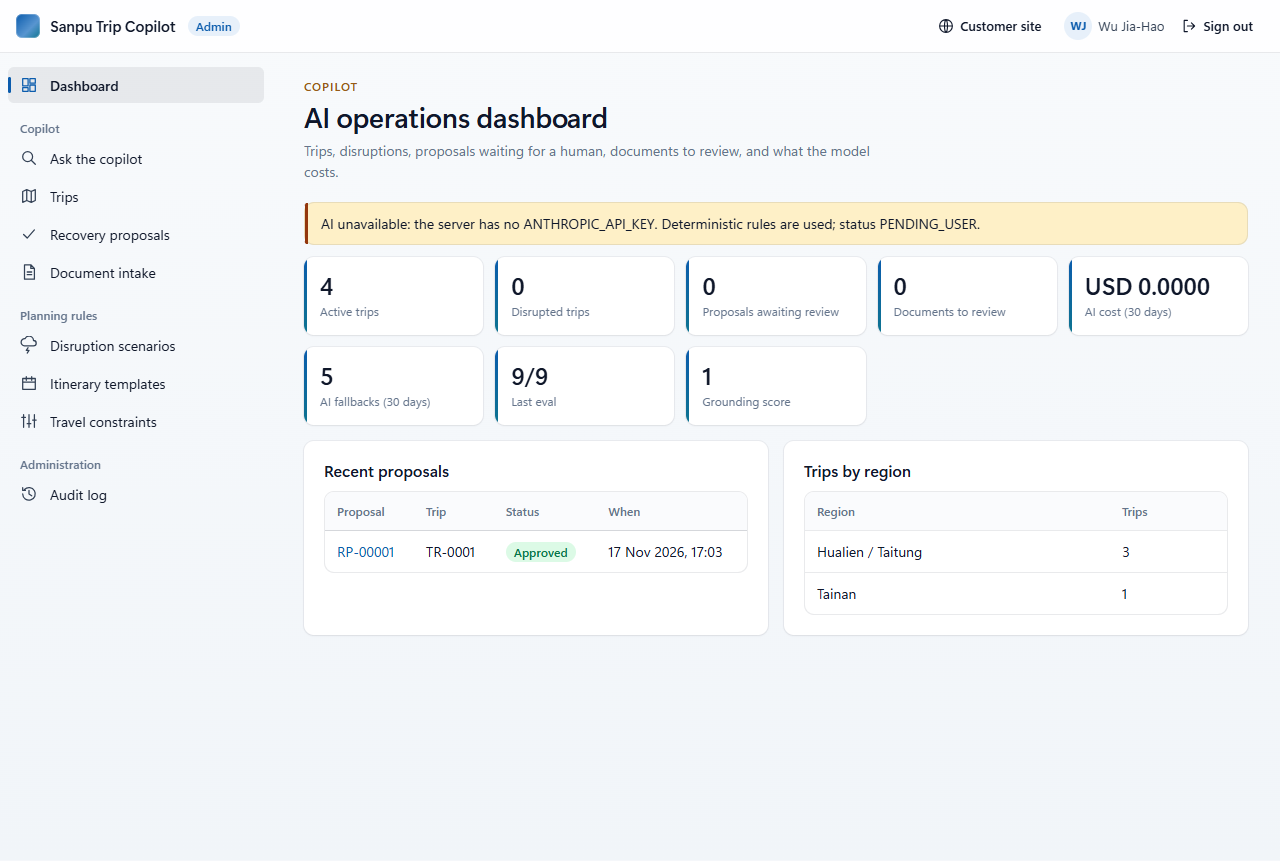 Sanpu Trip Copilot
Admin
Customer site
WJ
Wu Jia-Hao
Sign out
Dashboard
Copilot
Ask the copilot
Trips
Recovery proposals
Document intake
Planning rules
Disruption scenarios
Itinerary templates
Travel constraints
Administration
Audit log
COPILOT
AI operations dashboard
Trips, disruptions, proposals waiting for a human, documents to review, and what the model
costs.
AI unavailable: the server has no ANTHROPIC_API_KEY. Deterministic rules are used; status PENDING_USER.
4
Active trips
0
Disrupted trips
0
Proposals awaiting review
0
Documents to review
USD 0.0000
AI cost (30 days)
5
AI fallbacks (30 days)
9/9
Last eval
1
Grounding score
Recent proposals
Proposal Trip Status When
RP-00001 TR-0001 Approved 17 Nov 2026, 17:03
Trips by region
Region Trips
Hualien / Taitung 3
Tainan 1